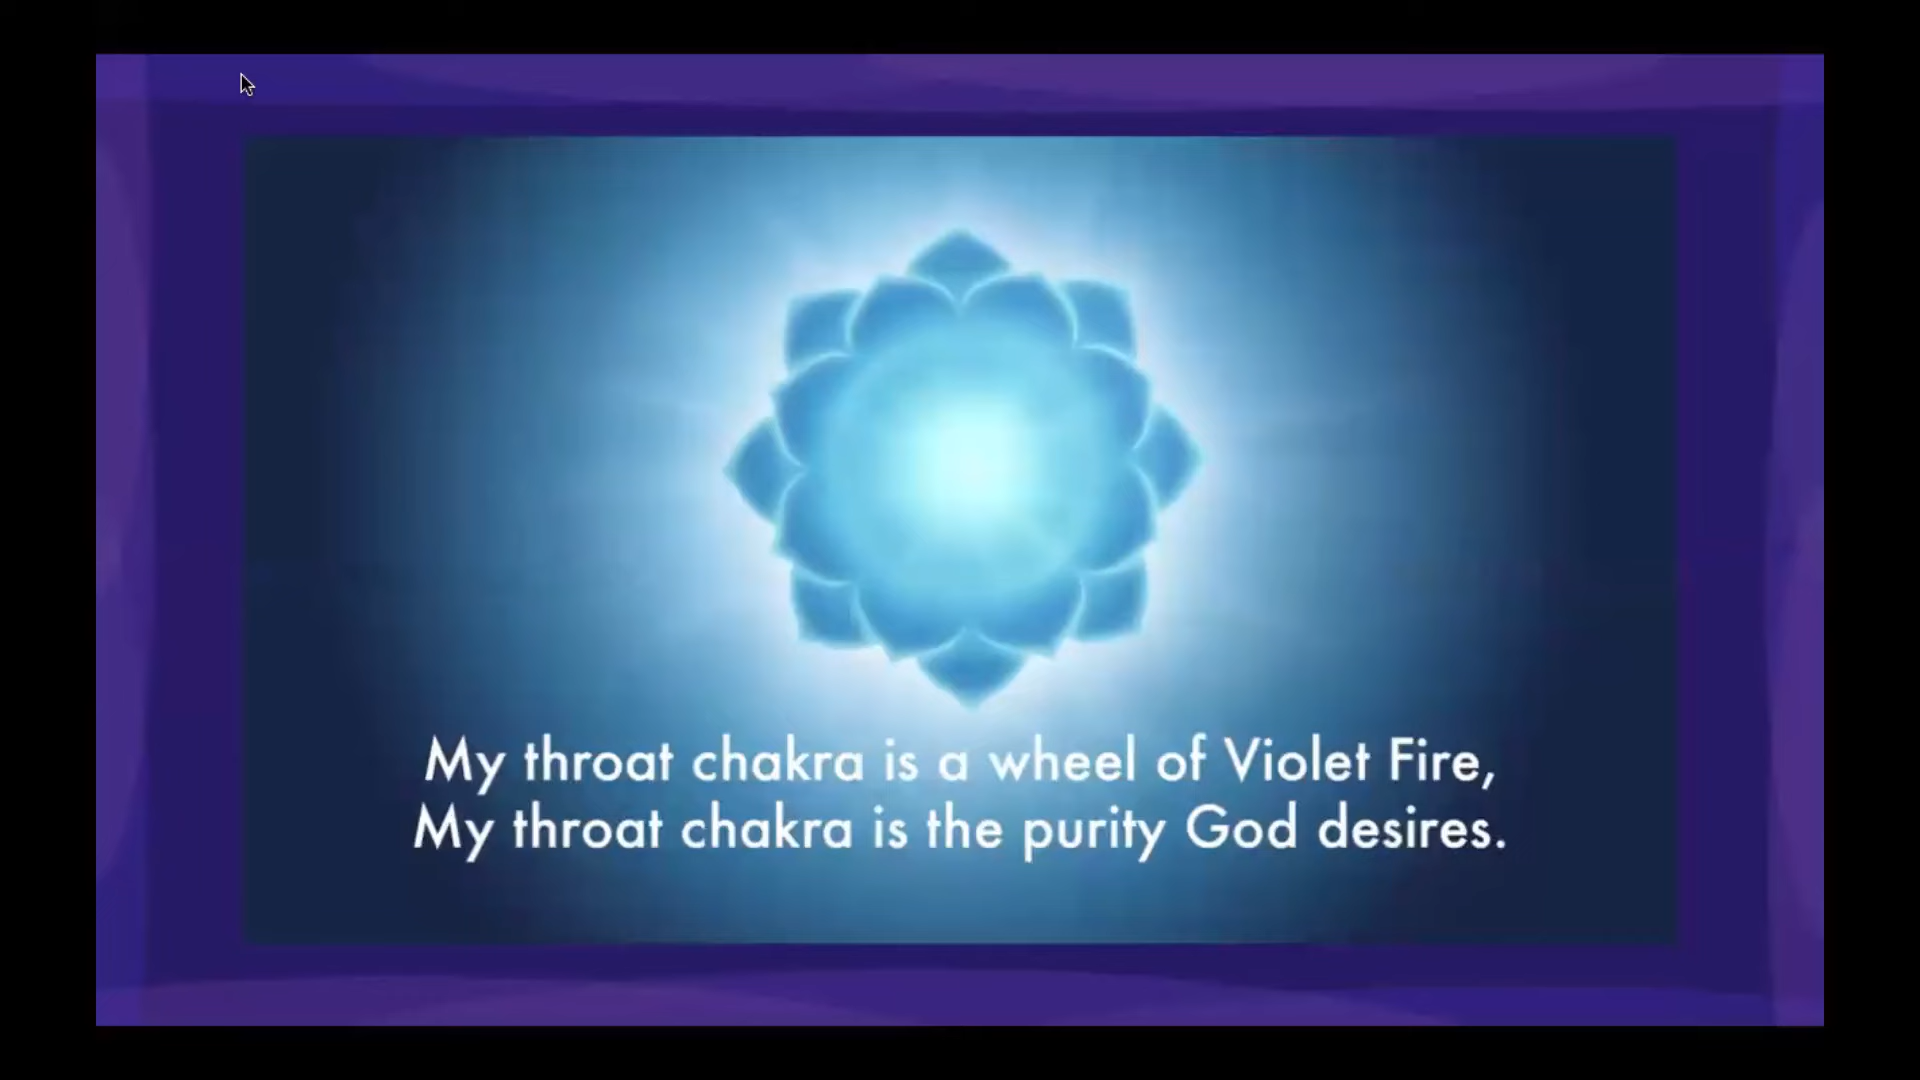 My throat chakra is a wheel of Violet Fire,
My throat chakra is the purity God desires.